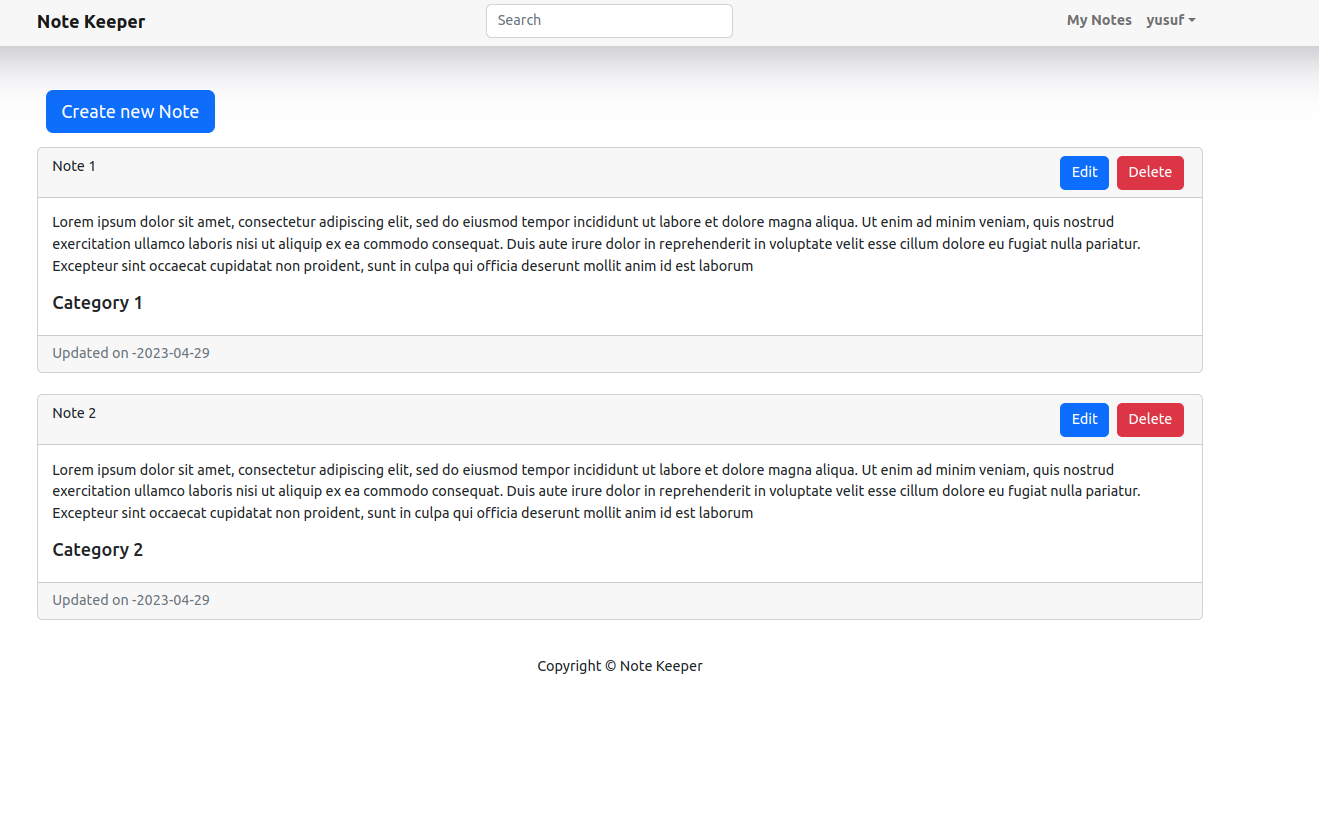 Note Keeper
Search
My Notes
yusuf
Create new Note
Note 1
Edit
Delete
Lorem ipsum dolor sit amet, consectetur adipiscing elit, sed do eiusmod tempor incididunt ut labore et dolore magna aliqua. Ut enim ad minim veniam, quis nostrud
exercitation ullamco laboris nisi ut aliquip ex ea commodo consequat. Duis aute irure dolor in reprehenderit in voluptate velit esse cillum dolore eu fugiat nulla pariatur.
Excepteur sint occaecat cupidatat non proident, sunt in culpa qui officia deserunt mollit anim id est laborum
Category 1
Updated on -2023-04-29
Note 2
Edit
Delete
Lorem ipsum dolor sit amet, consectetur adipiscing elit, sed do eiusmod tempor incididunt ut labore et dolore magna aliqua. Ut enim ad minim veniam, quis nostrud
exercitation ullamco laboris nisi ut aliquip ex ea commodo consequat. Duis aute irure dolor in reprehenderit in voluptate velit esse cillum dolore eu fugiat nulla pariatur.
Excepteur sint occaecat cupidatat non proident, sunt in culpa qui officia deserunt mollit anim id est laborum
Category 2
Updated on -2023-04-29
Copyright © Note Keeper